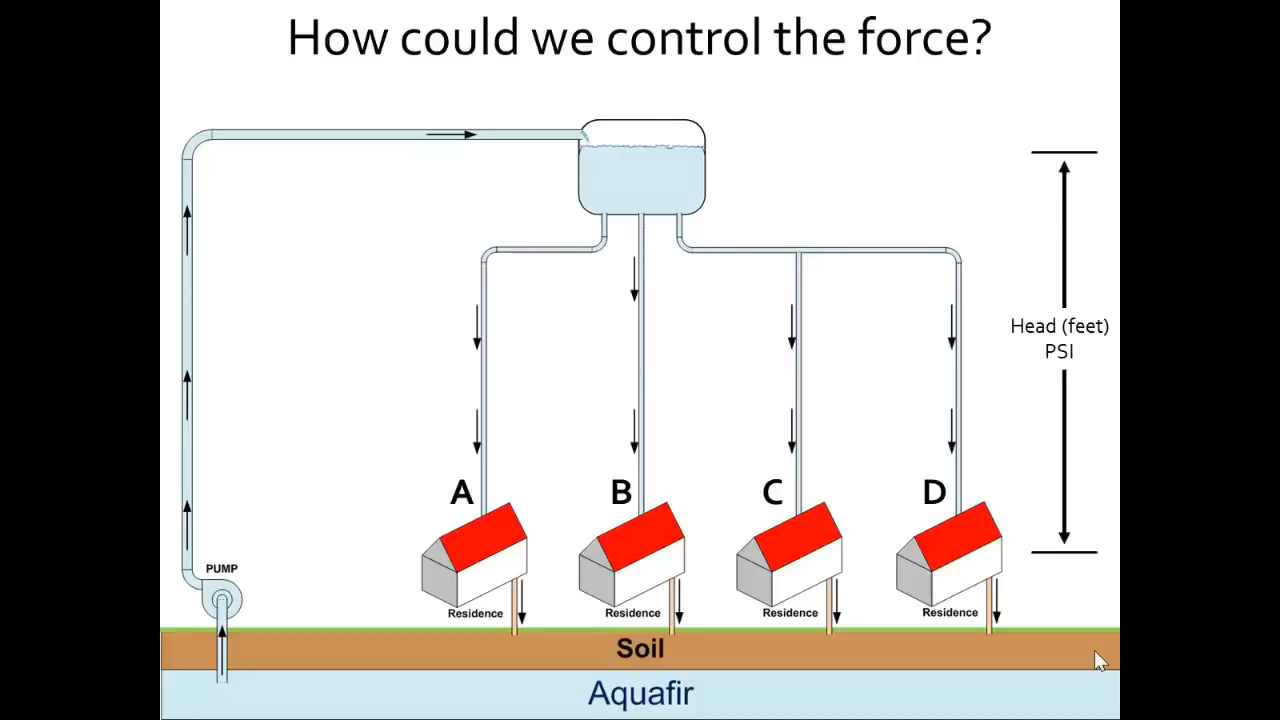 How could we control the force?
Head (feet)
PSI
A
B
C
D
PUMP
Residence
Residence
Residence
Residence
Soil
Aquafir